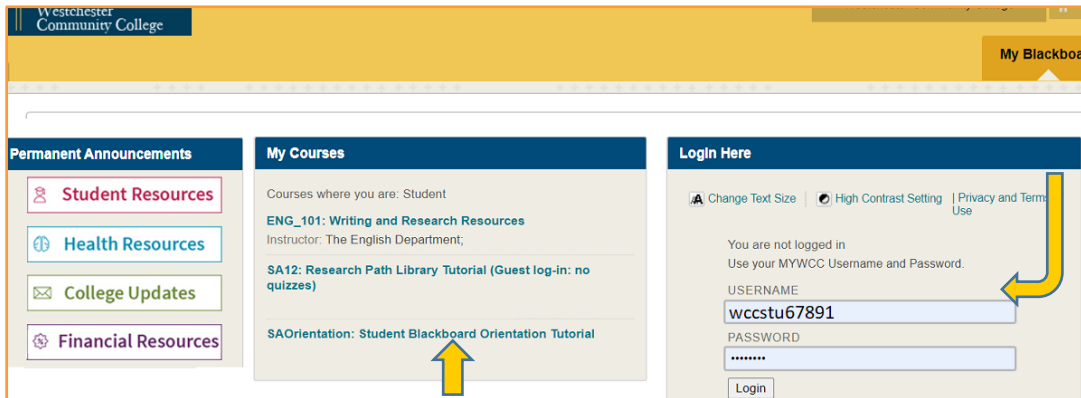 Westchester
Community College
My Blackboa
Permanent Announcements
Student Resources
Health Resources
College Updates
Financial Resources
My Courses
Courses where you are: Student
ENG_101: Writing and Research Resources
Instructor: The English Department;
SA12: Research Path Library Tutorial (Guest log-in: no
quizzes)
SAOrientation: Student Blackboard Orientation Tutorial
Login Here
A Change Text Size High Contrast Setting | Privacy and Terms
Use
You are not logged in
Use your MYWCC Username and Password.
USERNAME
wccstu67891
PASSWORD
••••••••
Login